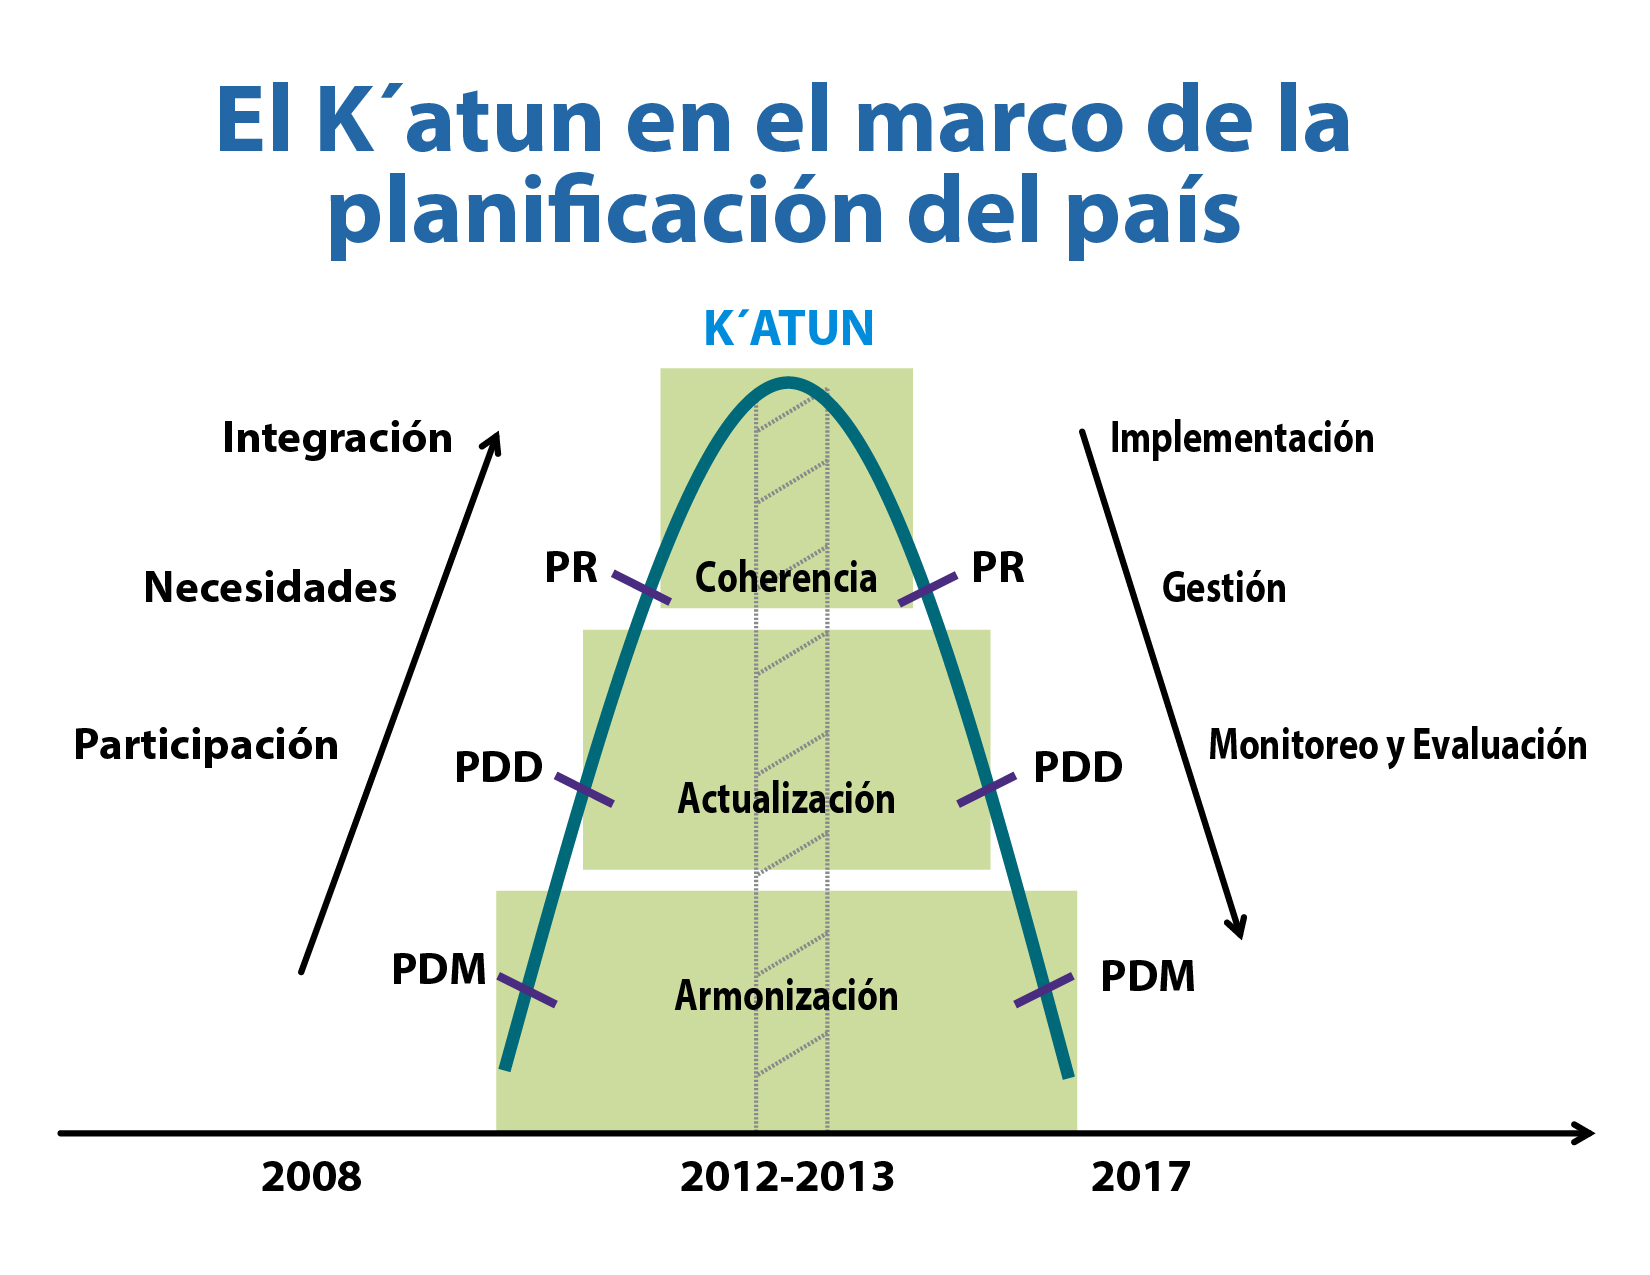 El K´atun en el marco de la
planificación del país
K´ATUN
Integración
Implementación
PR
Coherencia
PR
Necesidades
Gestión
Participación
Monitoreo y Evaluación
PDD
PDD
Actualización
PDM
PDM
Armonización
2008
2012-2013
2017